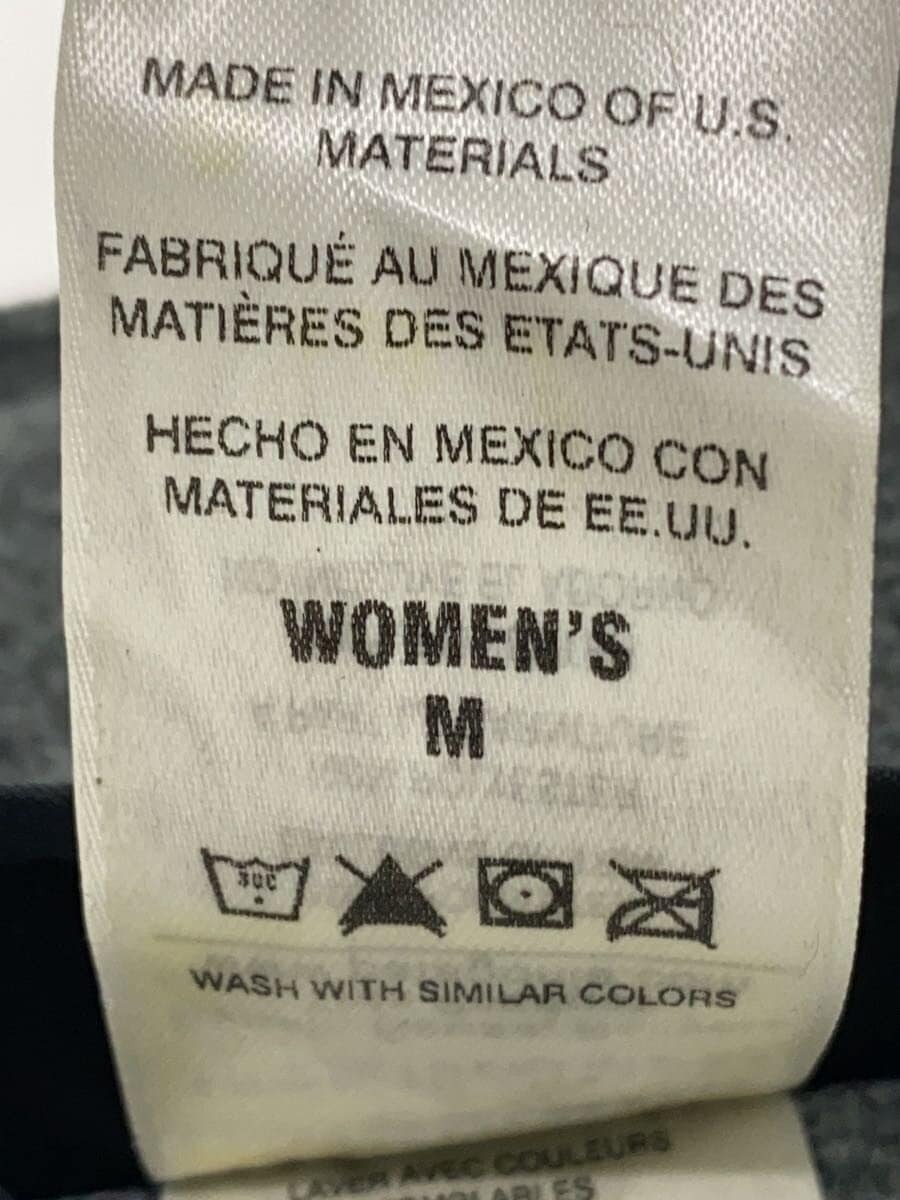 MADE IN MEXICO OF U.S.
MATERIALS
FABRIQUÉ AU MEXIQUE DES
MATIÈRES DES ETATS-UNIS
HECHO EN MEXICO CON
MATERIALES DE EE.UU.
WOMEN'S
M
30C
WASH WITH SIMILAR COLORS
LAVER AVEC COULEURS